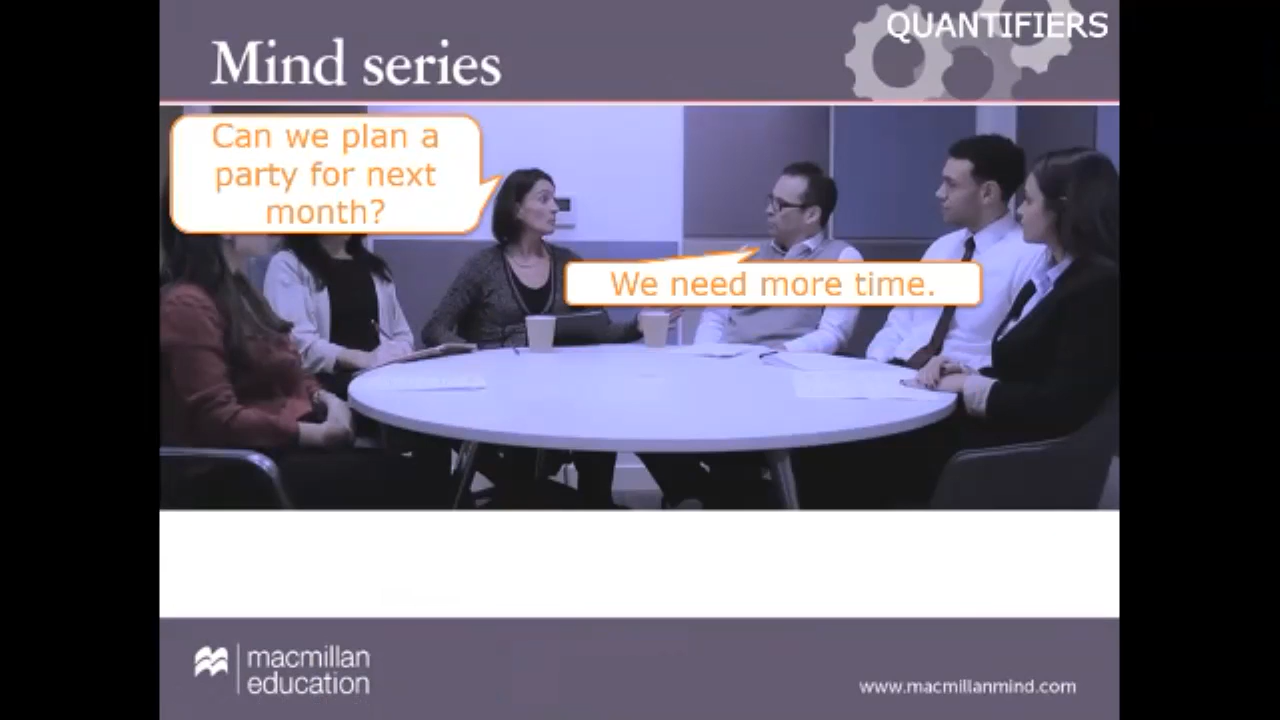 QUANTIFIERS
Mind series
Can we plan a
party for next
month?
We need more time.
macmillan
education
www.macmillanmind.com